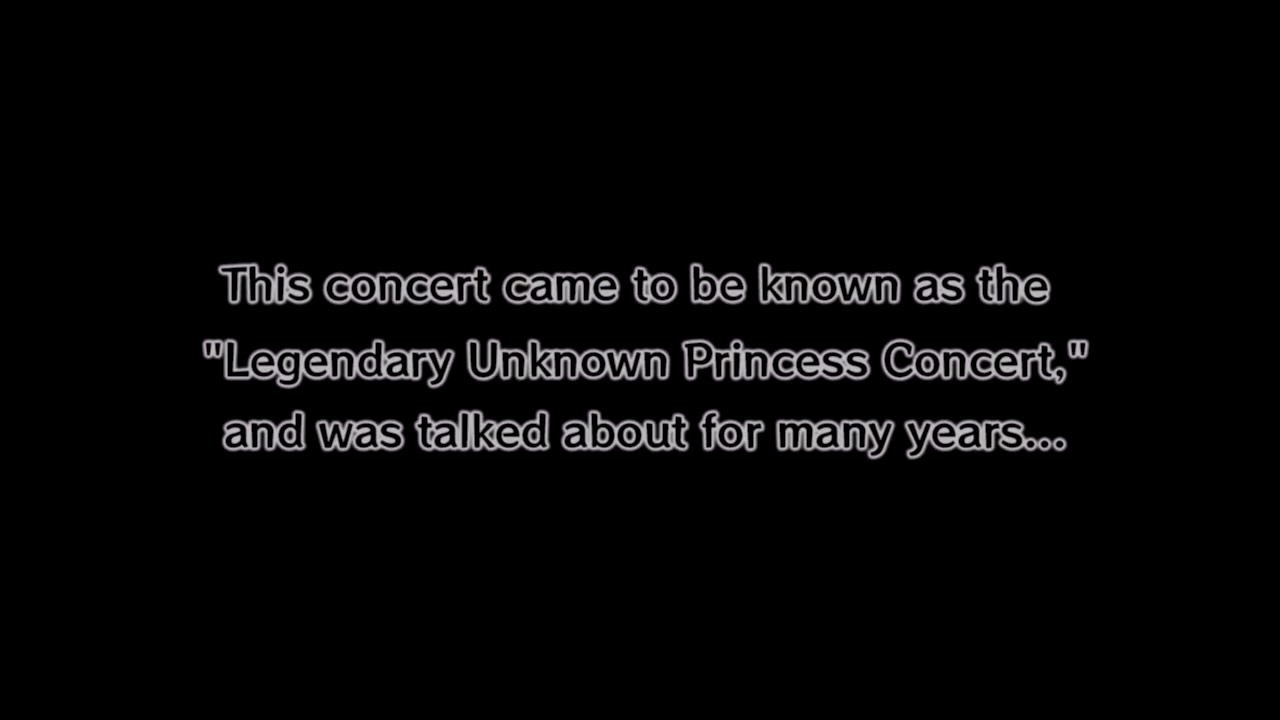 This concert came to be known as the
"Legendary Unknown Princess Concert,"
and was talked about for many years...